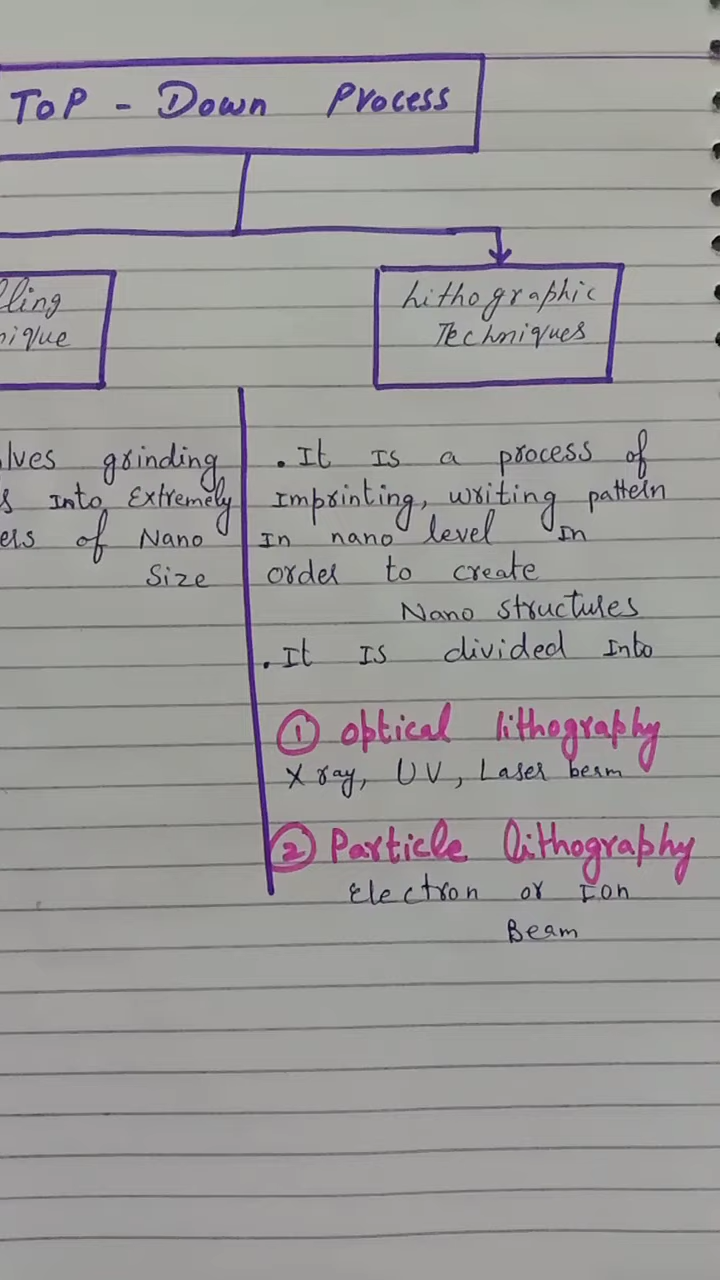 Top - Down Process
lling
nique
Lithographic
Techniques
lves grinding
s Into Extremely
ers of Nano
Size
. It Is a process of
Imprinting, writing pattern
In nano level In
order to create
Nano structures
. It Is divided Into
① optical lithography
X ray, UV, Laser beam
② Particle lithography
Electron or Ion
Beam